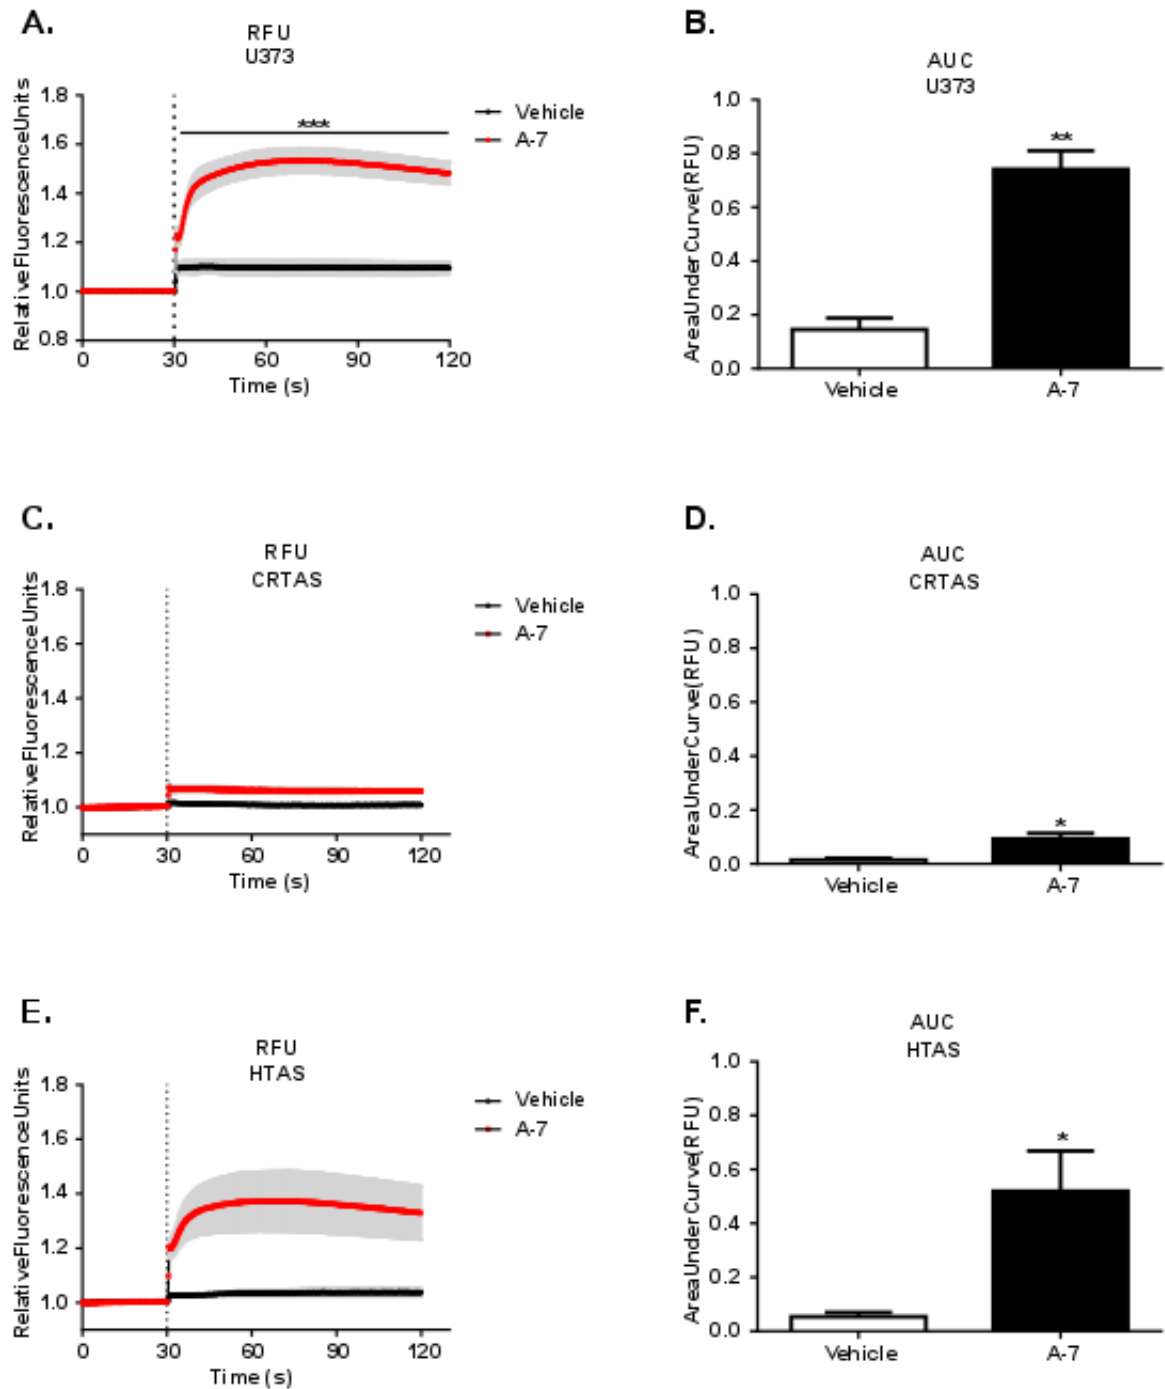 A.
RFU
U373
RelativeFluorescenceUnits
1.8
1.6
1.4
1.2
1.0
0.8
***
0 30 60 90 120
Time (s)
Vehicle
A-7
B.
AUC
U373
AreaUnderCurve(RFU)
1.0
0.8
0.6
0.4
0.2
0.0
**
Vehicle A-7
C.
RFU
CRTAS
RelativeFluorescenceUnits
1.8
1.6
1.4
1.2
1.0
0 30 60 90 120
Time (s)
Vehicle
A-7
D.
AUC
CRTAS
AreaUnderCurve(RFU)
1.0
0.8
0.6
0.4
0.2
0.0
*
Vehicle A-7
E.
RFU
HTAS
RelativeFluorescenceUnits
1.8
1.6
1.4
1.2
1.0
0 30 60 90 120
Time (s)
Vehicle
A-7
F.
AUC
HTAS
AreaUnderCurve(RFU)
1.0
0.8
0.6
0.4
0.2
0.0
*
Vehicle A-7